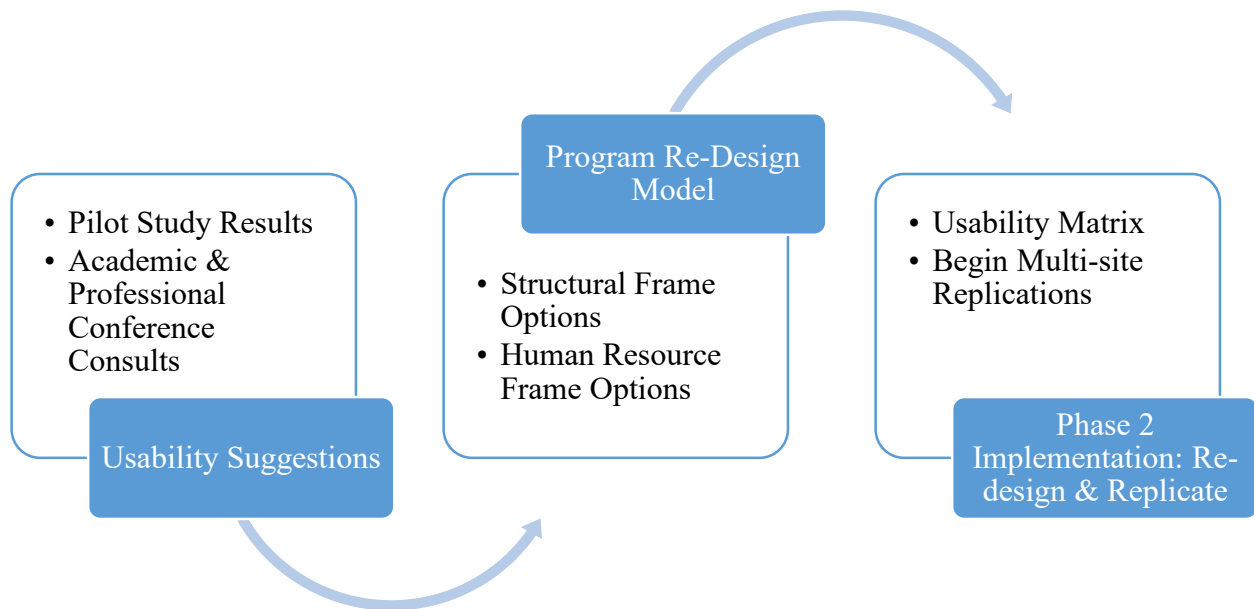 • Pilot Study Results
• Academic &
Professional
Conference
Consults
Usability Suggestions
Program Re-Design
Model
• Structural Frame
Options
• Human Resource
Frame Options
• Usability Matrix
• Begin Multi-site
Replications
Phase 2
Implementation: Re-
design & Replicate